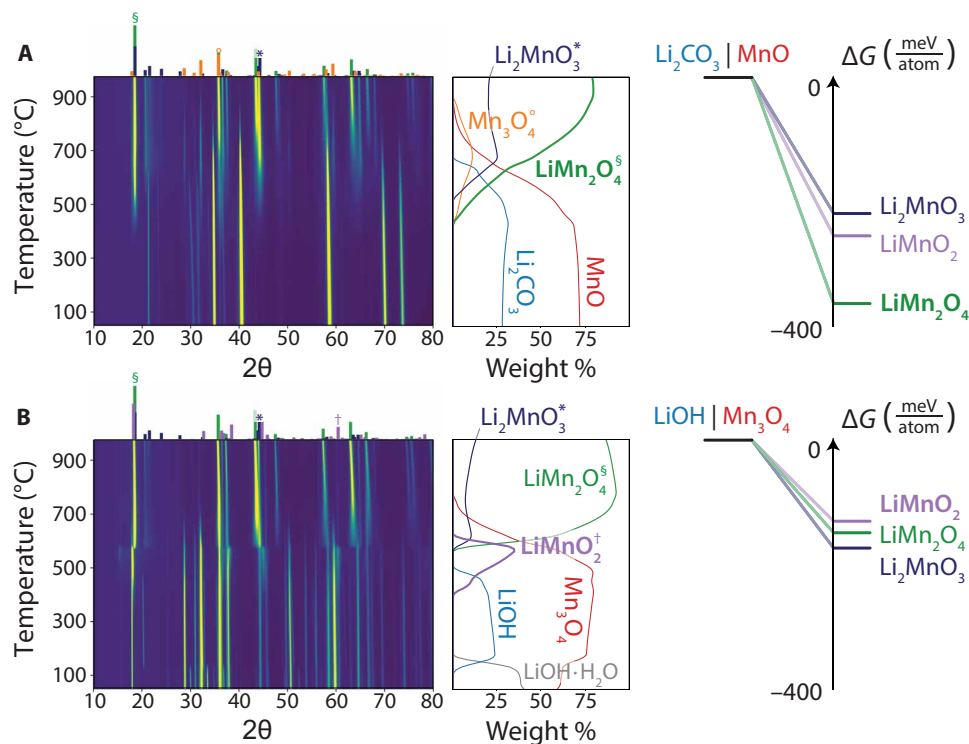 A
§
°
*
Temperature (°C)
900
700
500
300
100
10 20 30 40 50 60 70 80
2θ
Li₂MnO₃*
Mn₃O₄°
LiMn₂O₄§
Li₂CO₃
MnO
25 50 75
Weight %
Li₂CO₃ | MnO
ΔG (meV/atom)
0
Li₂MnO₃
LiMnO₂
LiMn₂O₄
−400
B
§
*
†
Temperature (°C)
900
700
500
300
100
10 20 30 40 50 60 70 80
2θ
Li₂MnO₃*
LiMn₂O₄§
LiMnO₂†
LiOH
Mn₃O₄
LiOH·H₂O
25 50 75
Weight %
LiOH | Mn₃O₄
ΔG (meV/atom)
0
LiMnO₂
LiMn₂O₄
Li₂MnO₃
−400